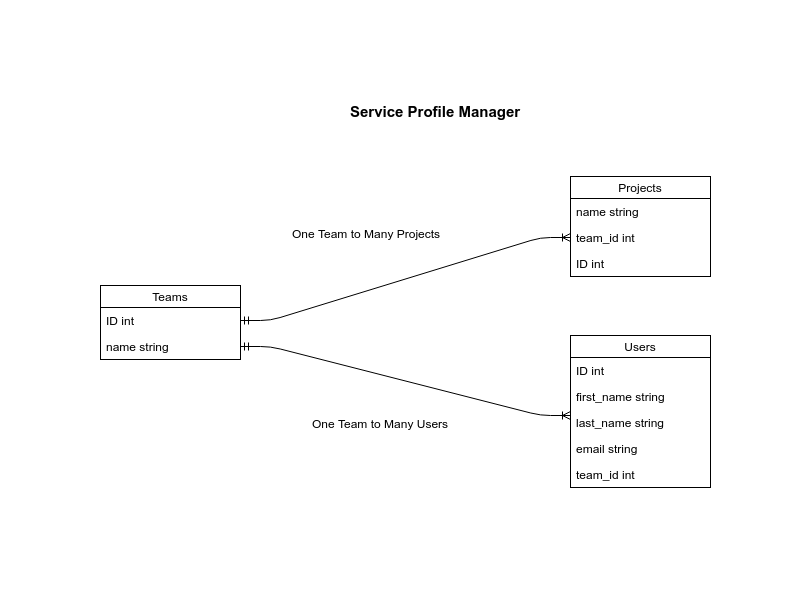 Service Profile Manager
Projects
name string
team_id int
ID int
One Team to Many Projects
Teams
ID int
name string
One Team to Many Users
Users
ID int
first_name string
last_name string
email string
team_id int